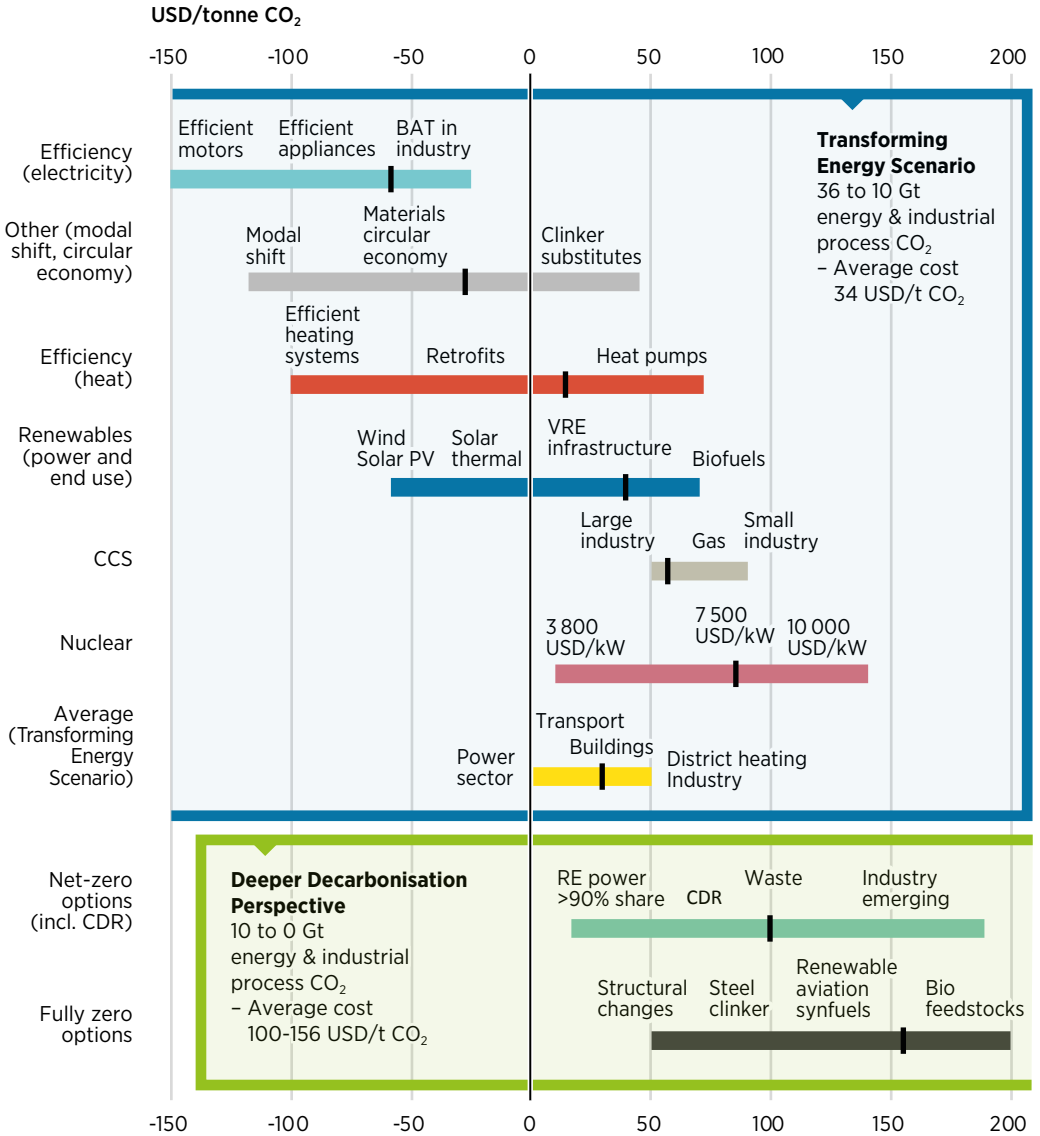 USD/tonne CO₂
-150 -100 -50 0 50 100 150 200
Efficiency
(electricity)
Efficient
motors
Efficient
appliances
BAT in
industry
Transforming
Energy Scenario
36 to 10 Gt
energy & industrial
process CO₂
– Average cost
34 USD/t CO₂
Other (modal
shift, circular
economy)
Modal
shift
Materials
circular
economy
Clinker
substitutes
Efficiency
(heat)
Efficient
heating
systems
Retrofits
Heat pumps
Renewables
(power and
end use)
Wind
Solar PV
Solar
thermal
VRE
infrastructure
Biofuels
CCS
Large
industry
Gas
Small
industry
Nuclear
3 800
USD/kW
7 500
USD/kW
10 000
USD/kW
Average
(Transforming
Energy
Scenario)
Power
sector
Transport
Buildings
District heating
Industry
Net-zero
options
(incl. CDR)
Deeper Decarbonisation
Perspective
10 to 0 Gt
energy & industrial
process CO₂
– Average cost
100-156 USD/t CO₂
RE power
>90% share
CDR
Waste
Industry
emerging
Fully zero
options
Structural
changes
Steel
clinker
Renewable
aviation
synfuels
Bio
feedstocks
-150 -100 -50 0 50 100 150 200